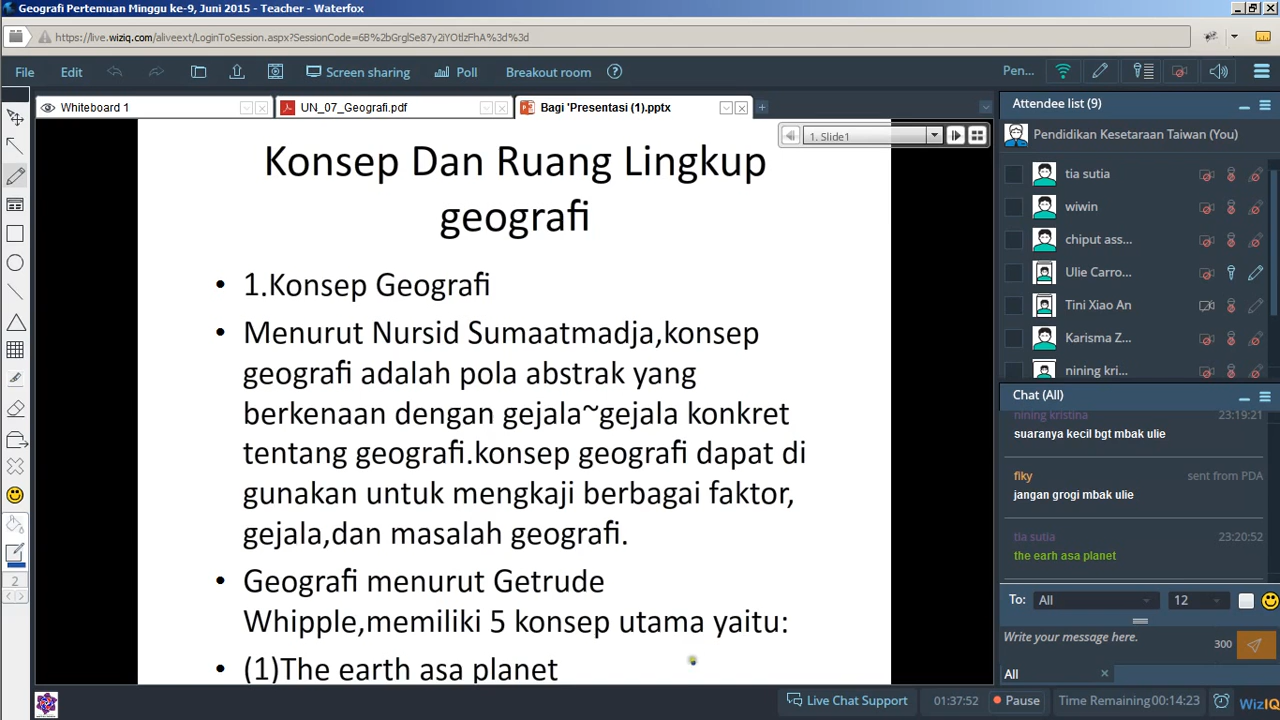 Geografi Pertemuan Minggu ke-9, Juni 2015 - Teacher - Waterfox
https://live.wiziq.com/aliveext/LoginToSession.aspx?SessionCode=6B%2bGrglSe87y2iYOtlzFhA%3d%3d
File Edit Screen sharing Poll Breakout room ? Pen...
Whiteboard 1 UN_07_Geografi.pdf Bagi 'Presentasi (1).pptx
1. Slide1
Konsep Dan Ruang Lingkup
geografi
• 1.Konsep Geografi
• Menurut Nursid Sumaatmadja,konsep
geografi adalah pola abstrak yang
berkenaan dengan gejala~gejala konkret
tentang geografi.konsep geografi dapat di
gunakan untuk mengkaji berbagai faktor,
gejala,dan masalah geografi.
• Geografi menurut Getrude
Whipple,memiliki 5 konsep utama yaitu:
• (1)The earth asa planet
2
Attendee list (9)
Pendidikan Kesetaraan Taiwan (You)
tia sutia
wiwin
chiput ass...
Ulie Carro...
Tini Xiao An
Karisma Z...
nining kri...
Chat (All)
nining kristina 23:19:21
suaranya kecil bgt mbak ulie
fiky sent from PDA
jangan grogi mbak ulie
tia sutia 23:20:52
the earh asa planet
To: All 12
Write your message here. 300
All
Live Chat Support 01:37:52 Pause Time Remaining 00:14:23 WizIQ